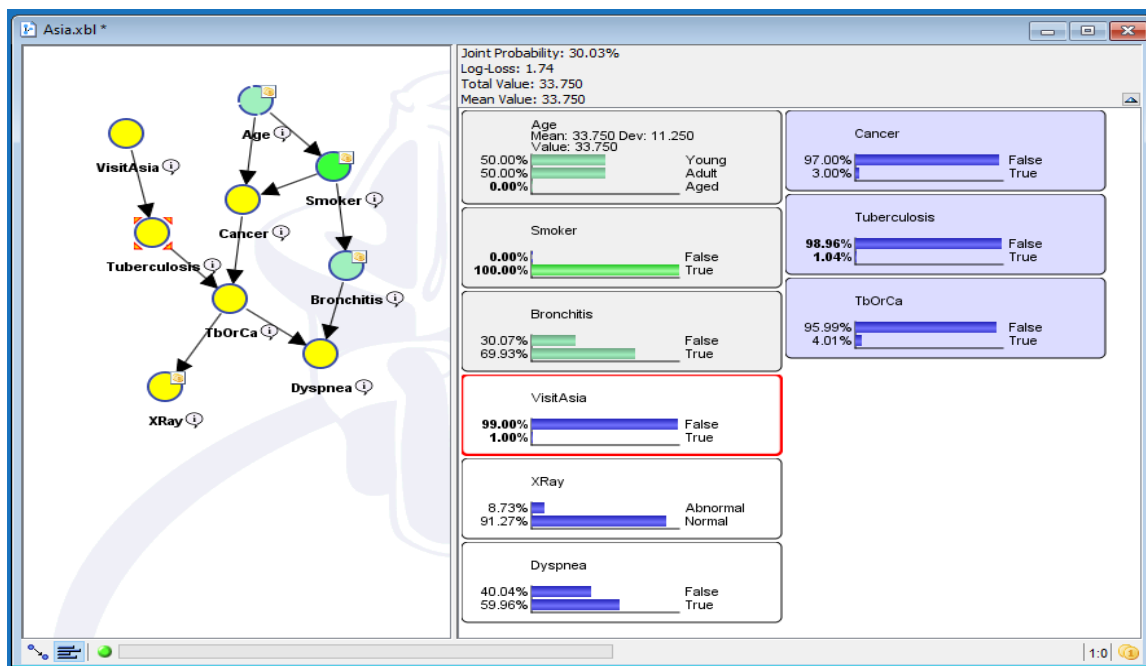 Asia.xbl *
Age
VisitAsia
Smoker
Cancer
Tuberculosis
Bronchitis
TbOrCa
Dyspnea
XRay
Joint Probability: 30.03%
Log-Loss: 1.74
Total Value: 33.750
Mean Value: 33.750
Age
Mean: 33.750 Dev: 11.250
Value: 33.750
50.00% Young
50.00% Adult
0.00% Aged
Smoker
0.00% False
100.00% True
Bronchitis
30.07% False
69.93% True
VisitAsia
99.00% False
1.00% True
XRay
8.73% Abnormal
91.27% Normal
Dyspnea
40.04% False
59.96% True
Cancer
97.00% False
3.00% True
Tuberculosis
98.96% False
1.04% True
TbOrCa
95.99% False
4.01% True
1:0